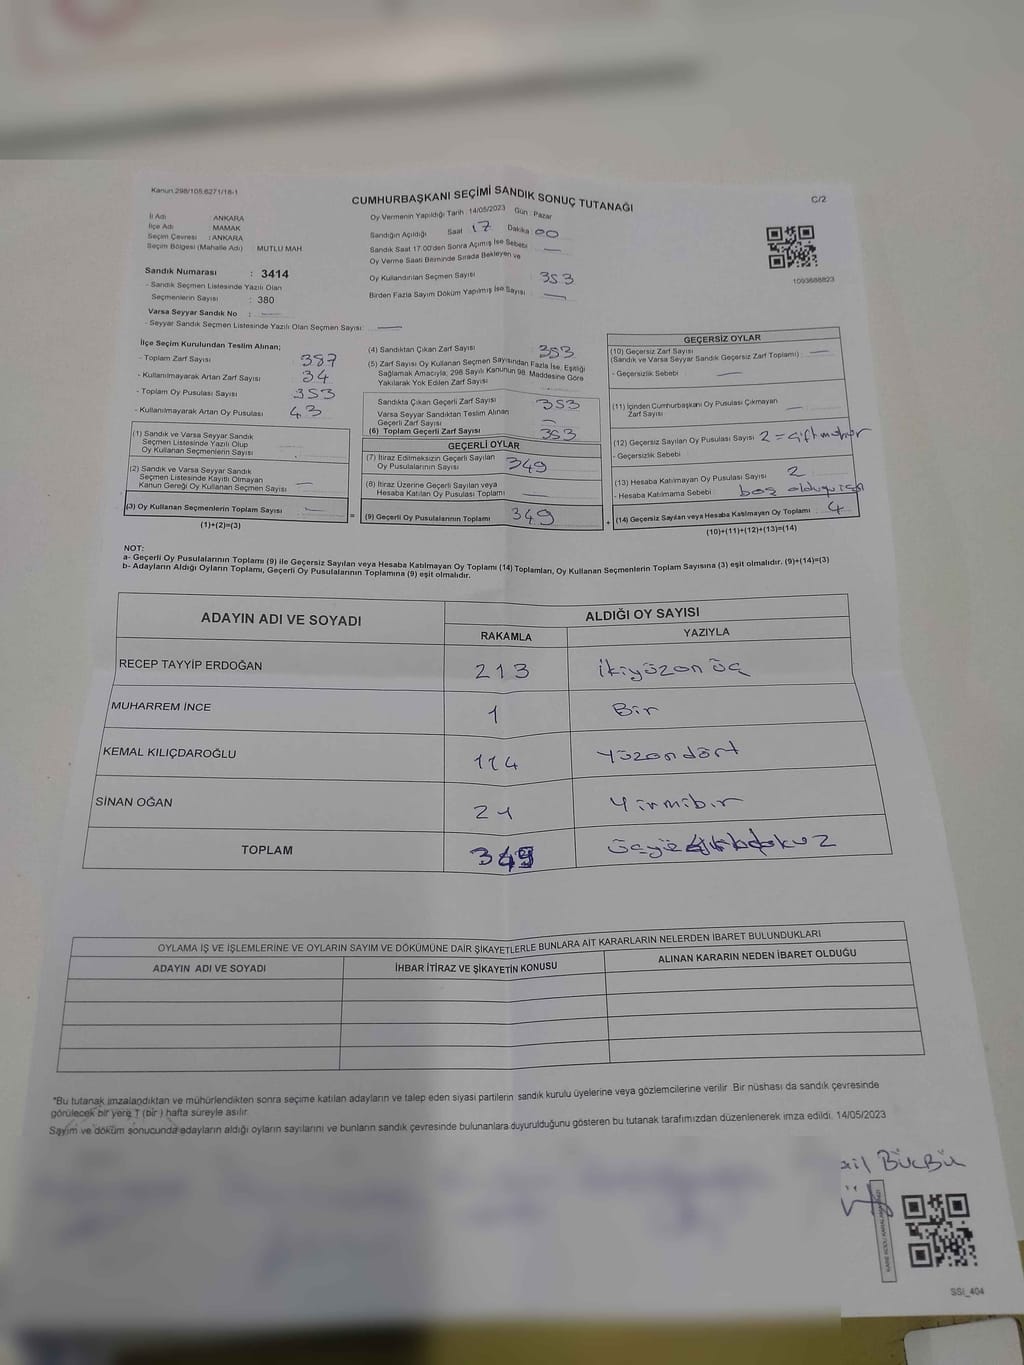 Kanun 298/105,6271/18-1
CUMHURBAŞKANI SEÇİMİ SANDIK SONUÇ TUTANAĞI
C/2
İl Adı : ANKARA
İlçe Adı : MAMAK
Seçim Çevresi : ANKARA
Seçim Bölgesi (Mahalle Adı) : MUTLU MAH
Sandık Numarası : 3414
- Sandık Seçmen Listesinde Yazılı Olan
Seçmenlerin Sayısı : 380
Varsa Seyyar Sandık No :
- Seyyar Sandık Seçmen Listesinde Yazılı Olan Seçmen Sayısı:
Oy Vermenin Yapıldığı Tarih : 14/05/2023 Gün : Pazar
Sandığın Açıldığı Saat 17 Dakika 00
Sandık Saat 17.00'den Sonra Açımış İse Sebebi
Oy Verme Saati Bitiminde Sırada Bekleyen ve
Oy Kullandırılan Seçmen Sayısı 353
Birden Fazla Sayım Döküm Yapılmış İse Sayısı
1093688823
İlçe Seçim Kurulundan Teslim Alınan;
- Toplam Zarf Sayısı 387
- Kullanılmayarak Artan Zarf Sayısı 34
- Toplam Oy Pusulası Sayısı 353
- Kullanılmayarak Artan Oy Pusulası 43
(1) Sandık ve Varsa Seyyar Sandık
Seçmen Listesinde Yazılı Olup
Oy Kullanan Seçmenlerin Sayısı
(2) Sandık ve Varsa Seyyar Sandık
Seçmen Listesinde Kayıtlı Olmayan
Kanun Gereği Oy Kullanan Seçmen Sayısı
(3) Oy Kullanan Seçmenlerin Toplam Sayısı
(1)+(2)=(3)
(4) Sandıktan Çıkan Zarf Sayısı 353
(5) Zarf Sayısı Oy Kullanan Seçmen Sayısından Fazla İse, Eşitliği
Sağlamak Amacıyla, 298 Sayılı Kanunun 98. Maddesine Göre
Yakılarak Yok Edilen Zarf Sayısı
Sandıkta Çıkan Geçerli Zarf Sayısı 353
Varsa Seyyar Sandıktan Teslim Alınan
Geçerli Zarf Sayısı
(6) Toplam Geçerli Zarf Sayısı 353
GEÇERLİ OYLAR
(7) İtiraz Edilmeksizin Geçerli Sayılan
Oy Pusulalarının Sayısı 349
(8) İtiraz Üzerine Geçerli Sayılan veya
Hesaba Katılan Oy Pusulası Toplamı
(9) Geçerli Oy Pusulalarının Toplamı 349
GEÇERSİZ OYLAR
(10) Geçersiz Zarf Sayısı
(Sandık ve Varsa Seyyar Sandık Geçersiz Zarf Toplamı)
- Geçersizlik Sebebi
(11) İçinden Cumhurbaşkanı Oy Pusulası Çıkmayan
Zarf Sayısı
(12) Geçersiz Sayılan Oy Pusulası Sayısı 2 = çift mühür
- Geçersizlik Sebebi
(13) Hesaba Katılmayan Oy Pusulası Sayısı 2
- Hesaba Katılmama Sebebi boş olduğu için
(14) Geçersiz Sayılan veya Hesaba Katılmayan Oy Toplamı 4
(10)+(11)+(12)+(13)=(14)
NOT:
a- Geçerli Oy Pusulalarının Toplamı (9) ile Geçersiz Sayılan veya Hesaba Katılmayan Oy Toplamı (14) Toplamları, Oy Kullanan Seçmenlerin Toplam Sayısına (3) eşit olmalıdır. (9)+(14)=(3)
b- Adayların Aldığı Oyların Toplamı, Geçerli Oy Pusulalarının Toplamına (9) eşit olmalıdır.
ADAYIN ADI VE SOYADI
ALDIĞI OY SAYISI
RAKAMLA YAZIYLA
RECEP TAYYİP ERDOĞAN 213 ikiyüzon üç
MUHARREM İNCE 1 Bir
KEMAL KILIÇDAROĞLU 114 Yüzondört
SİNAN OĞAN 21 Yirmibir
TOPLAM 349 üçyüzkırkdokuz
OYLAMA İŞ VE İŞLEMLERİNE VE OYLARIN SAYIM VE DÖKÜMÜNE DAİR ŞİKAYETLERLE BUNLARA AİT KARARLARIN NELERDEN İBARET BULUNDUKLARI
ADAYIN ADI VE SOYADI İHBAR İTİRAZ VE ŞİKAYETİN KONUSU ALINAN KARARIN NEDEN İBARET OLDUĞU
"Bu tutanak imzalandıktan ve mühürlendikten sonra seçime katılan adayların ve talep eden siyasi partilerin sandık kurulu üyelerine veya gözlemcilerine verilir. Bir nüshası da sandık çevresinde
görülecek bir yere 1 (bir ) hafta süreyle asılır.
Sayım ve döküm sonucunda adayların aldığı oyların sayılarını ve bunların sandık çevresinde bulunanlara duyurulduğunu gösteren bu tutanak tarafımızdan düzenlenerek imza edildi. 14/05/2023
SSİ_404